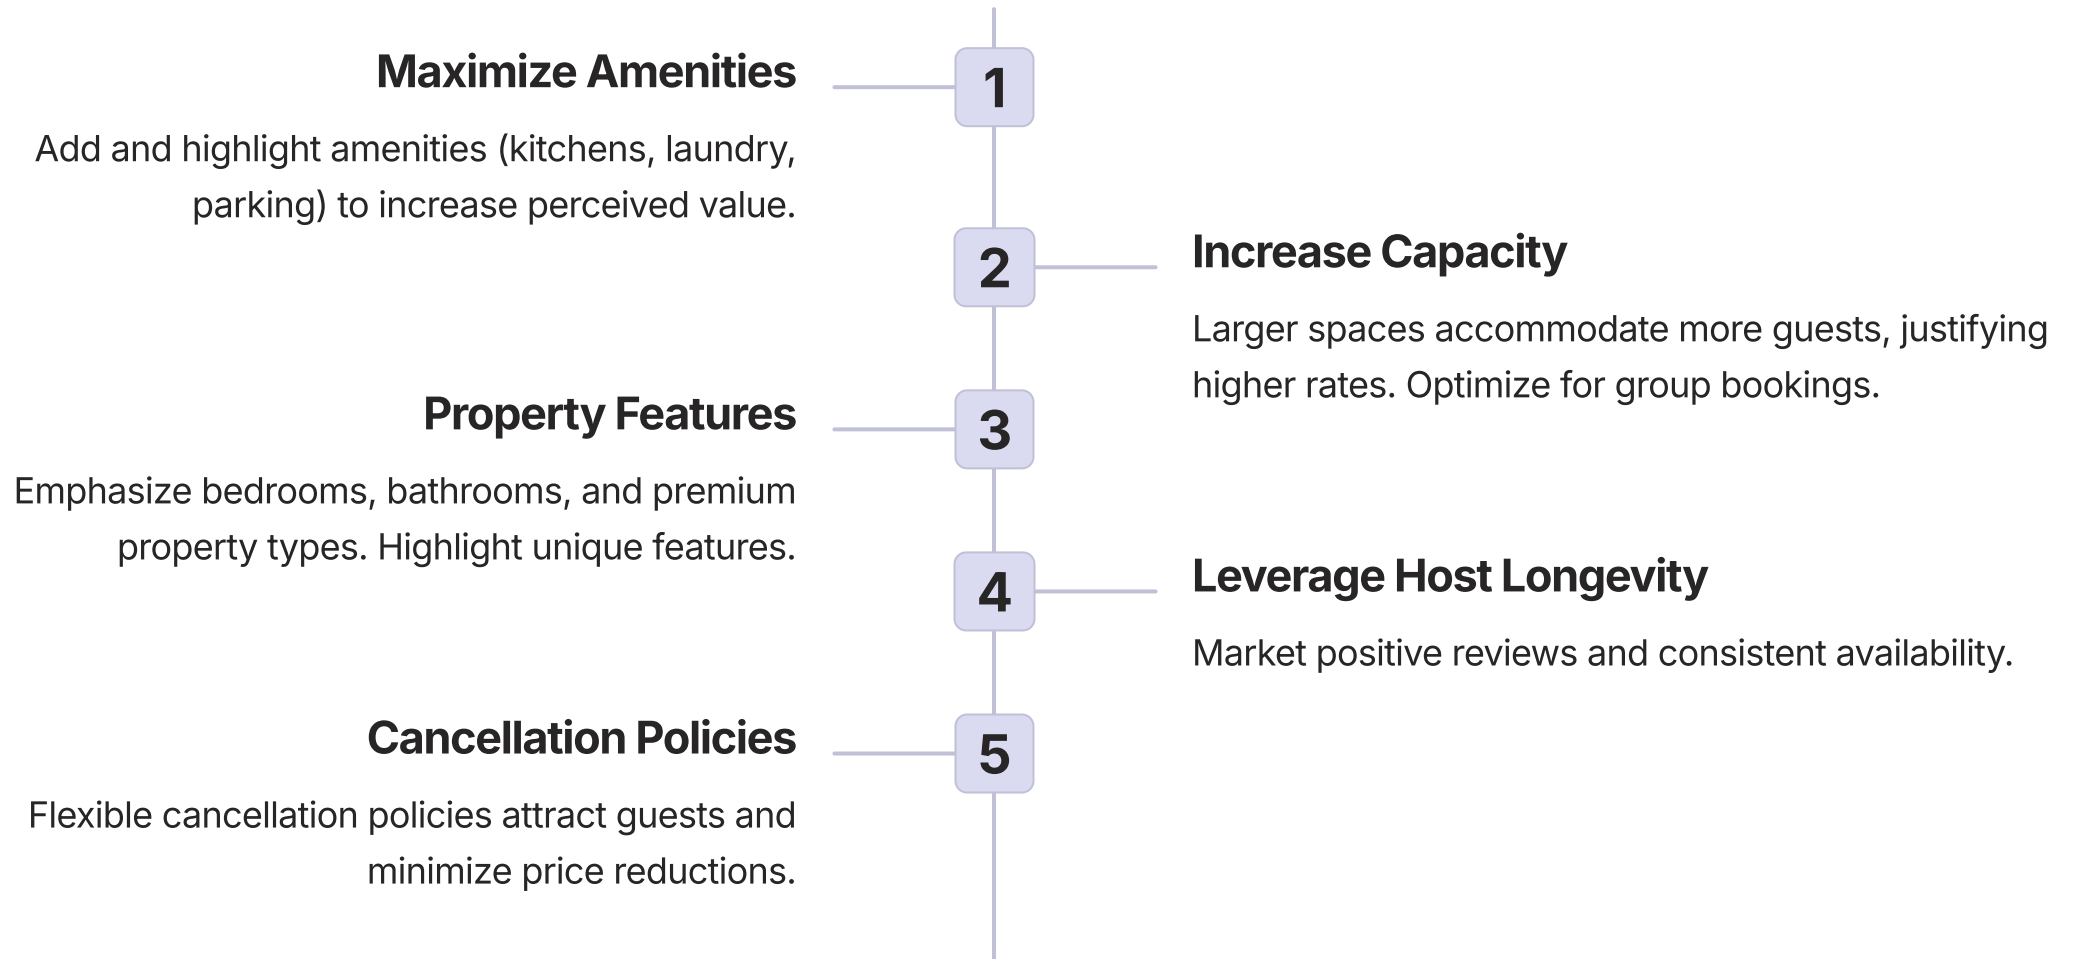 1
Maximize Amenities
Add and highlight amenities (kitchens, laundry,
parking) to increase perceived value.
2
Increase Capacity
Larger spaces accommodate more guests, justifying
higher rates. Optimize for group bookings.
3
Property Features
Emphasize bedrooms, bathrooms, and premium
property types. Highlight unique features.
4
Leverage Host Longevity
Market positive reviews and consistent availability.
5
Cancellation Policies
Flexible cancellation policies attract guests and
minimize price reductions.